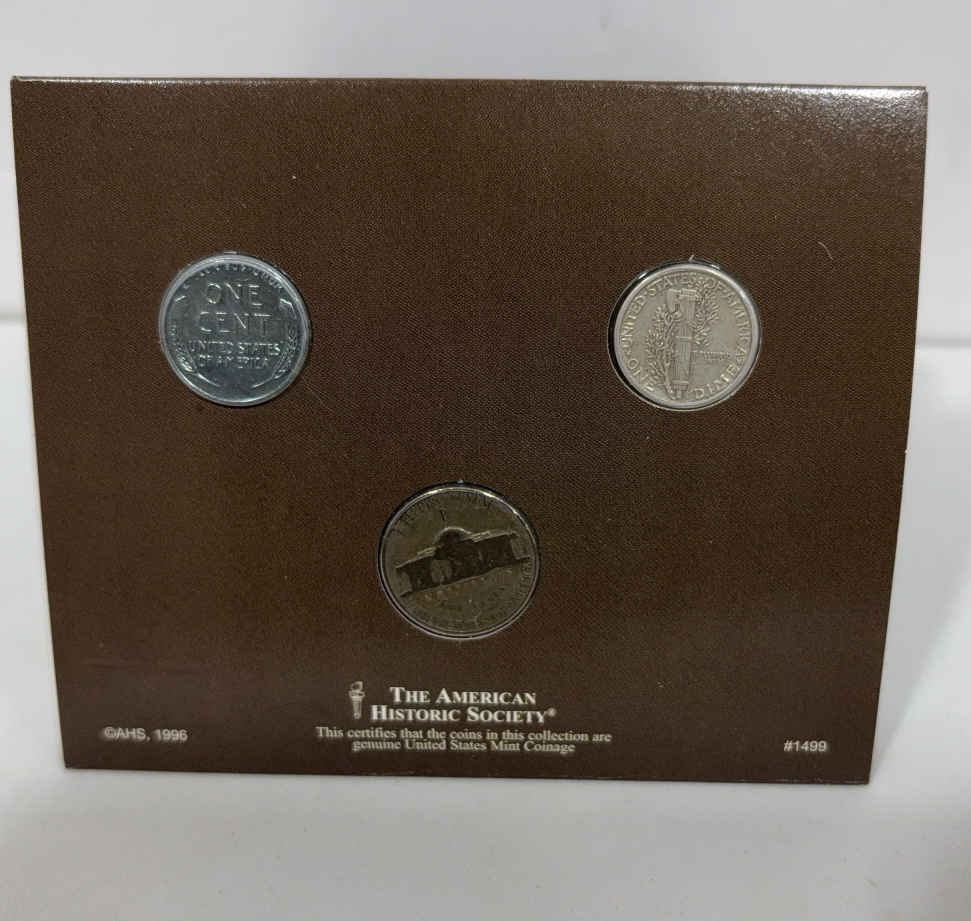 ONE
CENT
UNITED STATES
OF AMERICA
UNITED STATES OF AMERICA
ONE DIME
THE AMERICAN
HISTORIC SOCIETY®
This certifies that the coins in this collection are
genuine United States Mint Coinage
©AHS, 1996
#1499